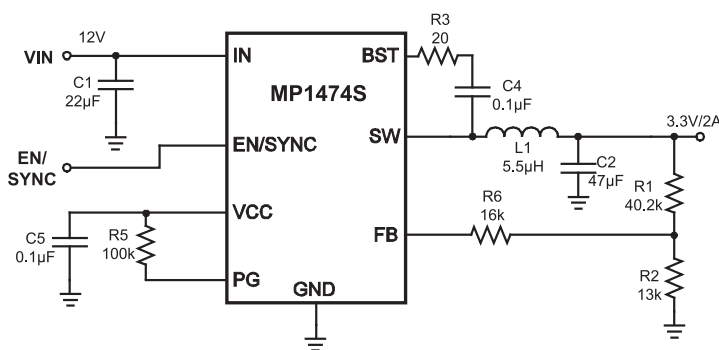 12V
VIN
IN
C1
22µF
MP1474S
BST
R3
20
C4
0.1µF
SW
L1
5.5µH
3.3V/2A
C2
47µF
R1
40.2k
EN/
SYNC
EN/SYNC
VCC
C5
0.1µF
R5
100k
PG
GND
FB
R6
16k
R2
13k